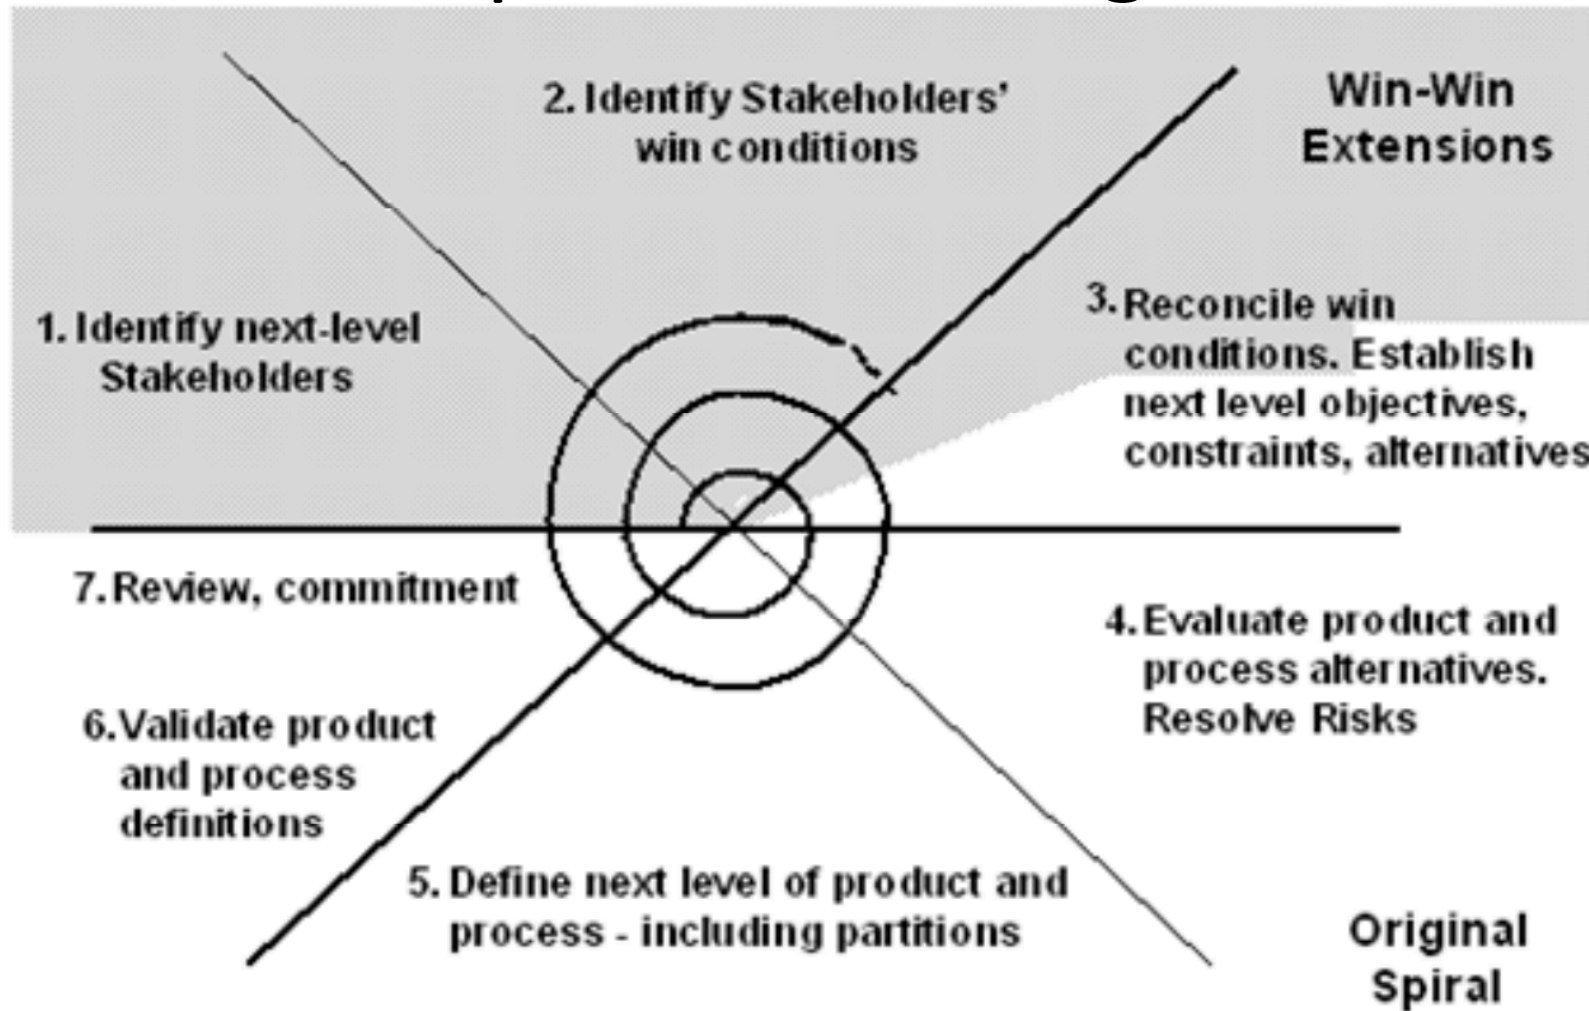 2. Identify Stakeholders'
win conditions
Win-Win
Extensions
1. Identify next-level
Stakeholders
3. Reconcile win
conditions. Establish
next level objectives,
constraints, alternatives
7. Review, commitment
4. Evaluate product and
process alternatives.
Resolve Risks
6. Validate product
and process
definitions
5. Define next level of product and
process - including partitions
Original
Spiral